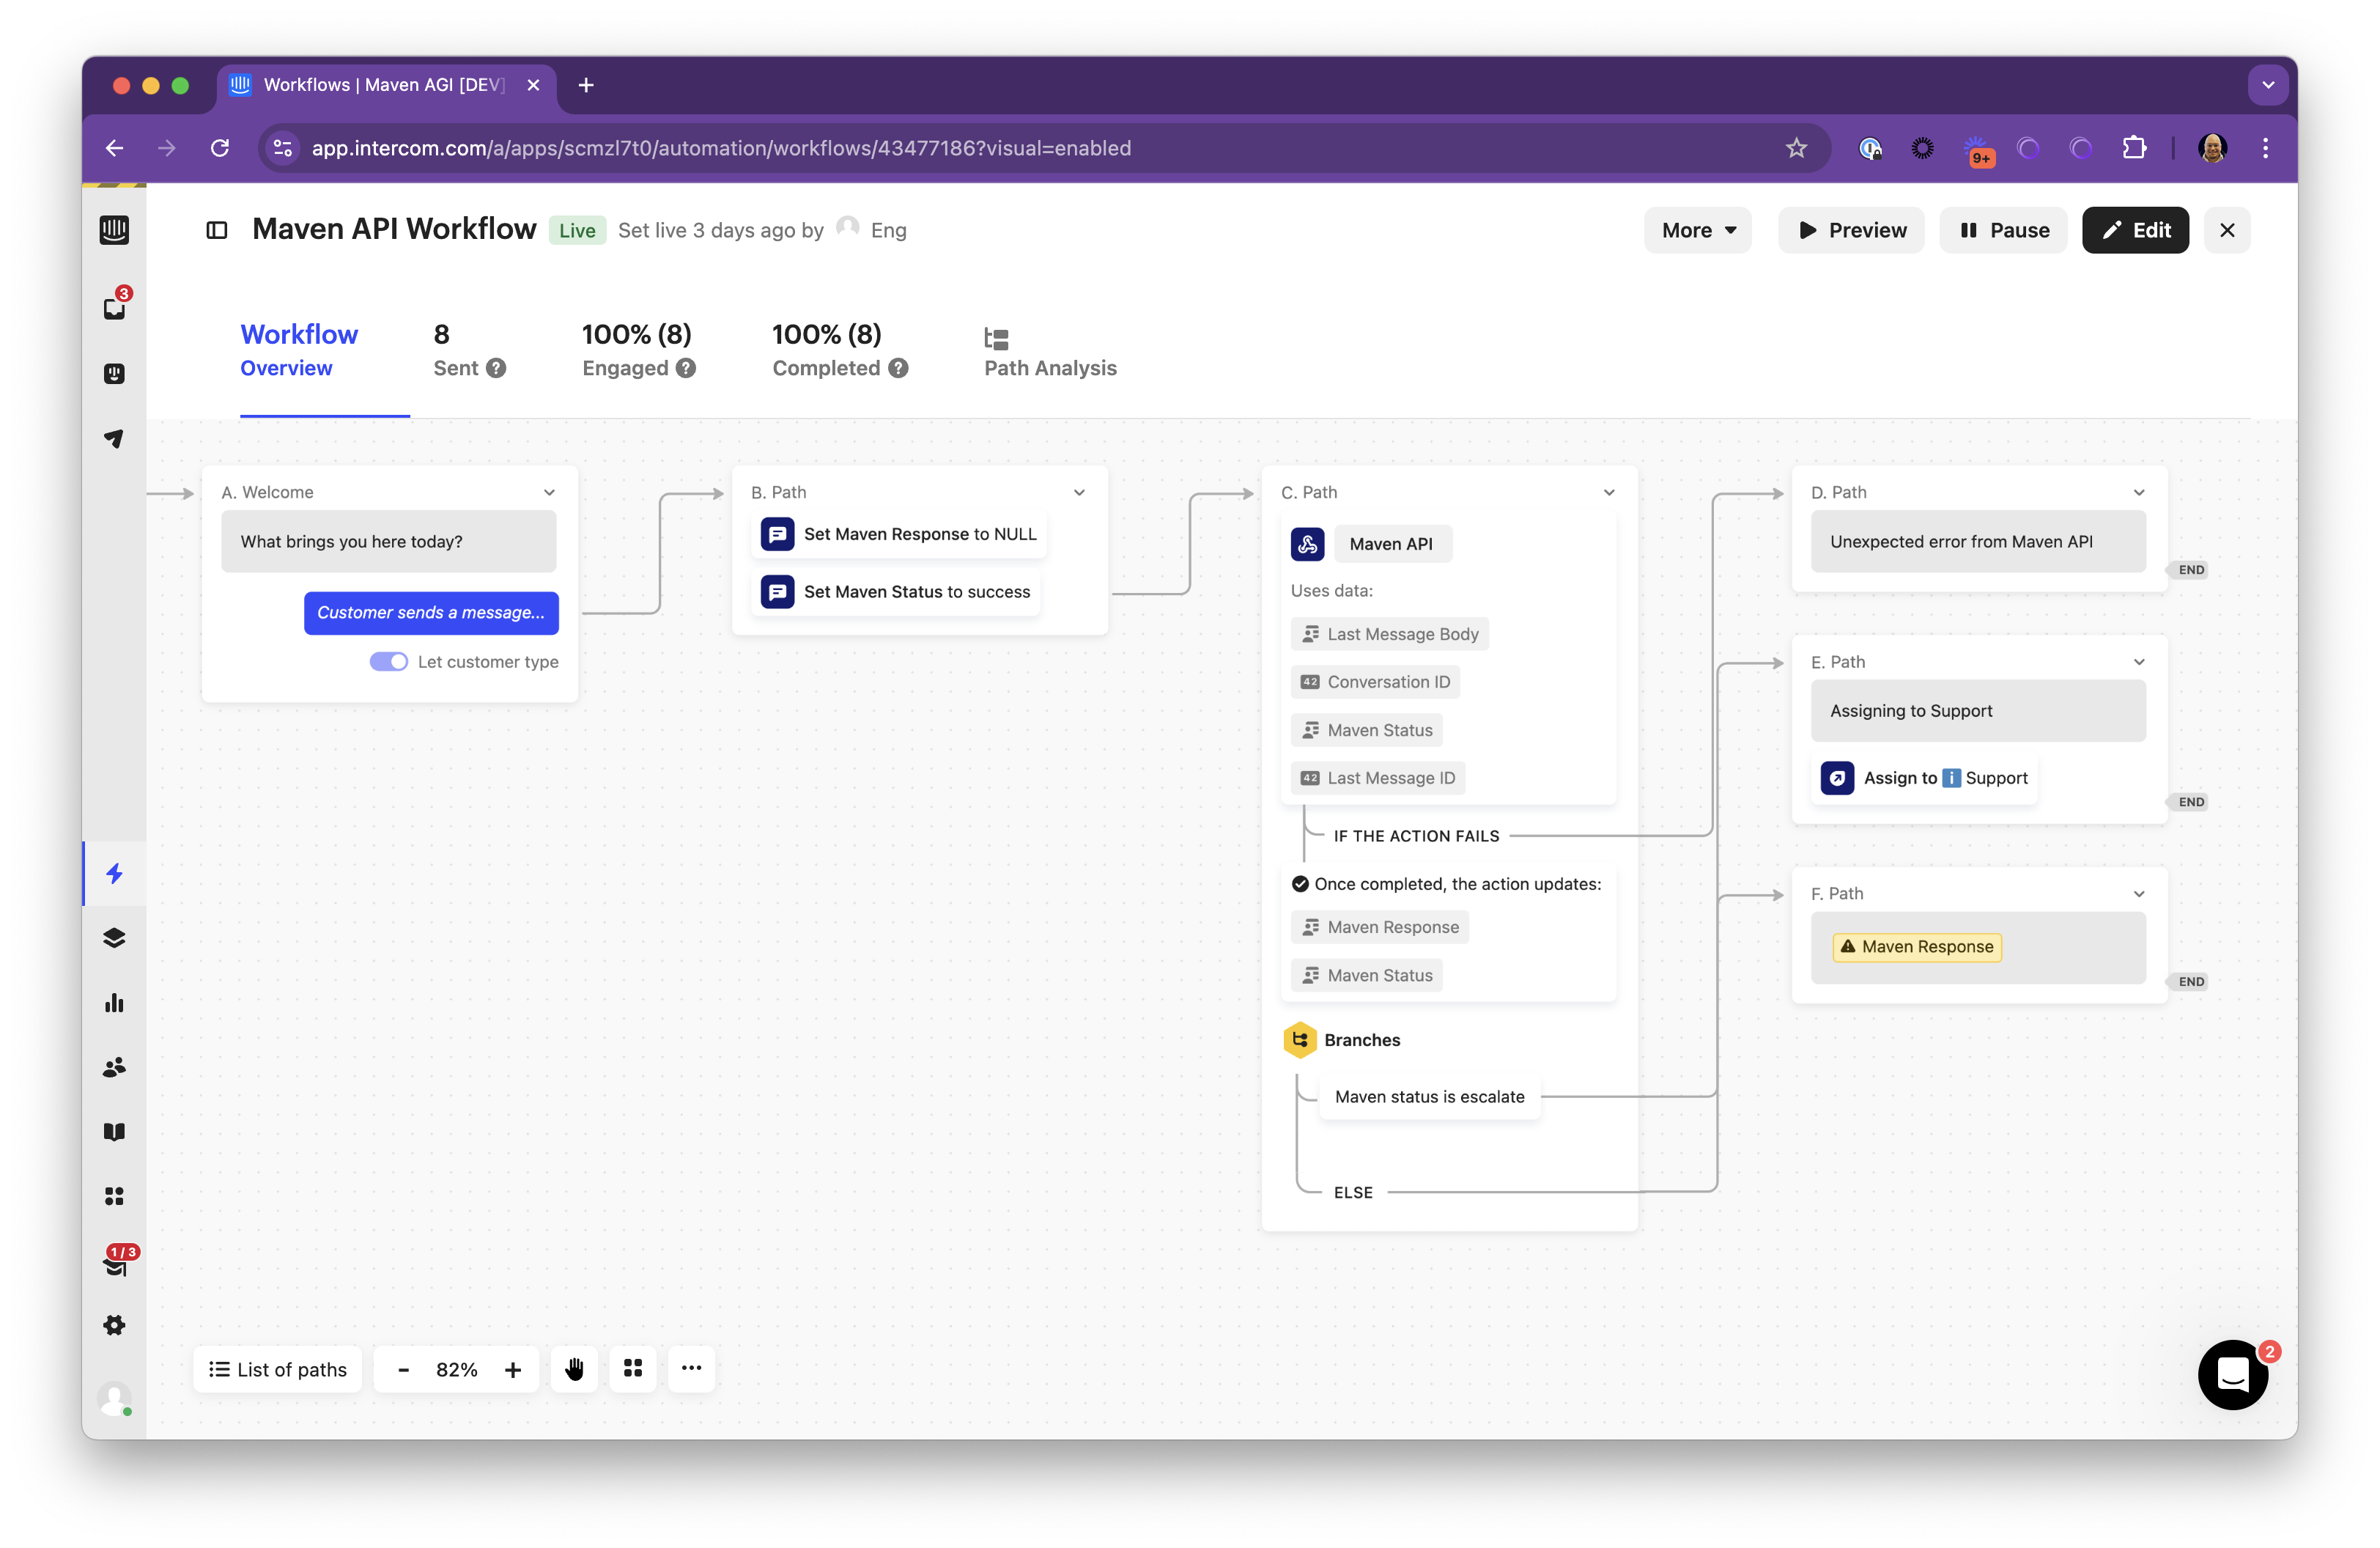 Workflows | Maven AGI [DEV]
app.intercom.com/a/apps/scmzl7t0/automation/workflows/43477186?visual=enabled
9+
Maven API Workflow Live Set live 3 days ago by Eng
More Preview Pause Edit
3
Workflow 8 100% (8) 100% (8)
Overview Sent ? Engaged ? Completed ? Path Analysis
A. Welcome
What brings you here today?
Customer sends a message...
Let customer type
B. Path
Set Maven Response to NULL
Set Maven Status to success
C. Path
Maven API
Uses data:
Last Message Body
42 Conversation ID
Maven Status
42 Last Message ID
IF THE ACTION FAILS
Once completed, the action updates:
Maven Response
Maven Status
Branches
Maven status is escalate
ELSE
D. Path
Unexpected error from Maven API
END
E. Path
Assigning to Support
Assign to i Support
END
F. Path
Maven Response
END
1 / 3
List of paths - 82% +
2